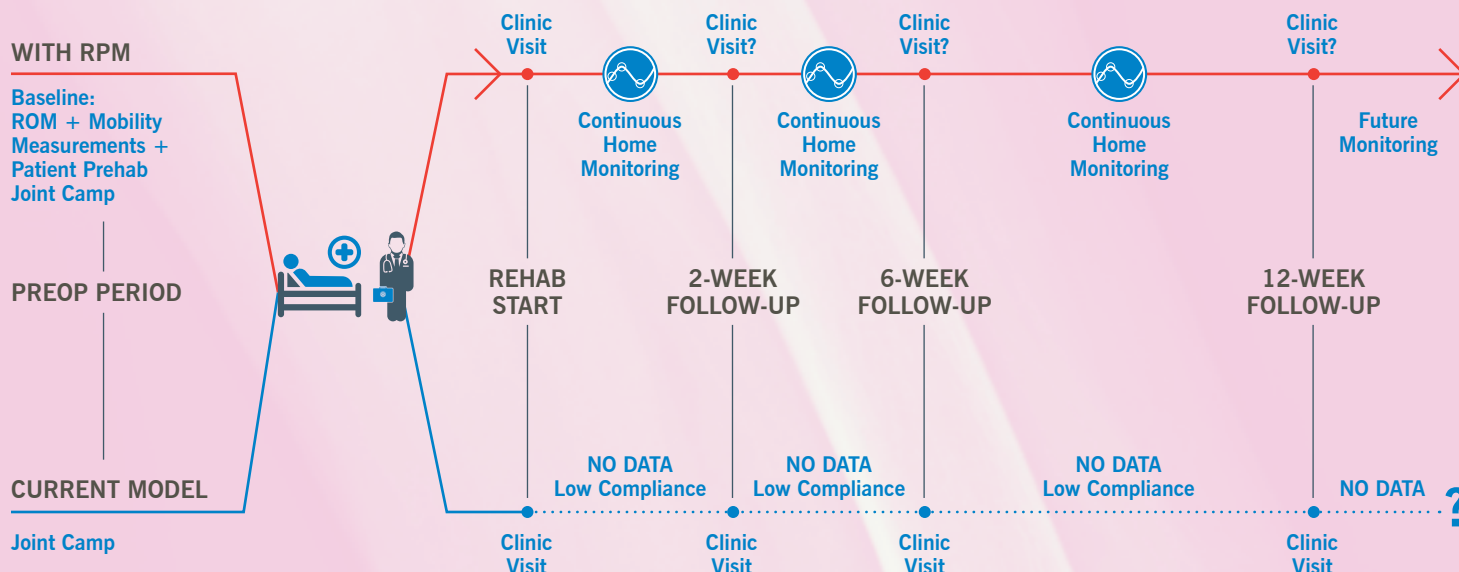 WITH RPM
Baseline:
ROM + Mobility
Measurements +
Patient Prehab
Joint Camp
PREOP PERIOD
CURRENT MODEL
Joint Camp
Clinic
Visit
Continuous
Home
Monitoring
Clinic
Visit?
Continuous
Home
Monitoring
Clinic
Visit?
Continuous
Home
Monitoring
Clinic
Visit?
Future
Monitoring
REHAB
START
2-WEEK
FOLLOW-UP
6-WEEK
FOLLOW-UP
12-WEEK
FOLLOW-UP
NO DATA
Low Compliance
NO DATA
Low Compliance
NO DATA
Low Compliance
NO DATA
?
Clinic
Visit
Clinic
Visit
Clinic
Visit
Clinic
Visit